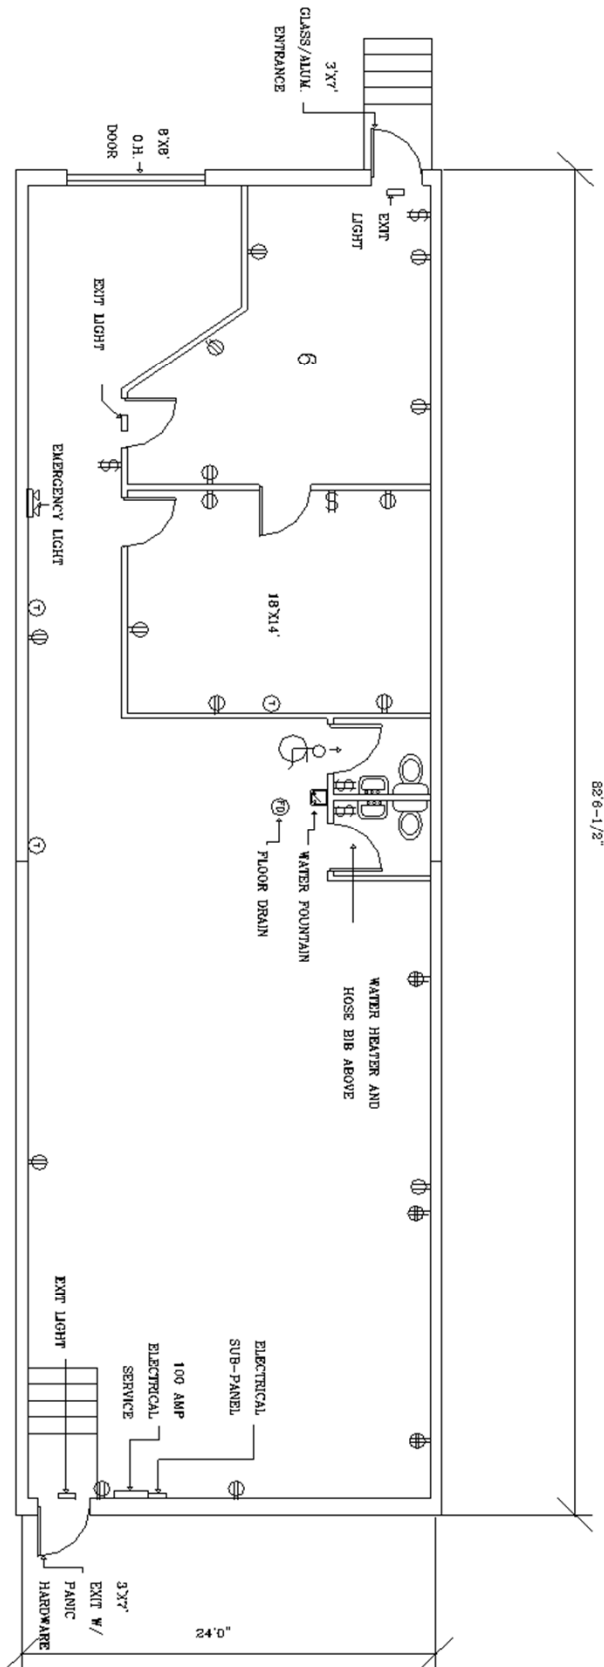 3'X7'
GLASS/ALUM.
ENTRANCE
8'X8'
O.H.
DOOR
EXIT
LIGHT
EXIT LIGHT
6
EMERGENCY LIGHT
18'X14'
T
T
T
FD
FLOOR DRAIN
WATER FOUNTAIN
WATER HEATER AND
HOSE BIB ABOVE
82'6-1/2"
EXIT LIGHT
ELECTRICAL
SUB-PANEL
100 AMP
ELECTRICAL
SERVICE
3'X7'
EXIT W/
PANIC
HARDWARE
24'0"